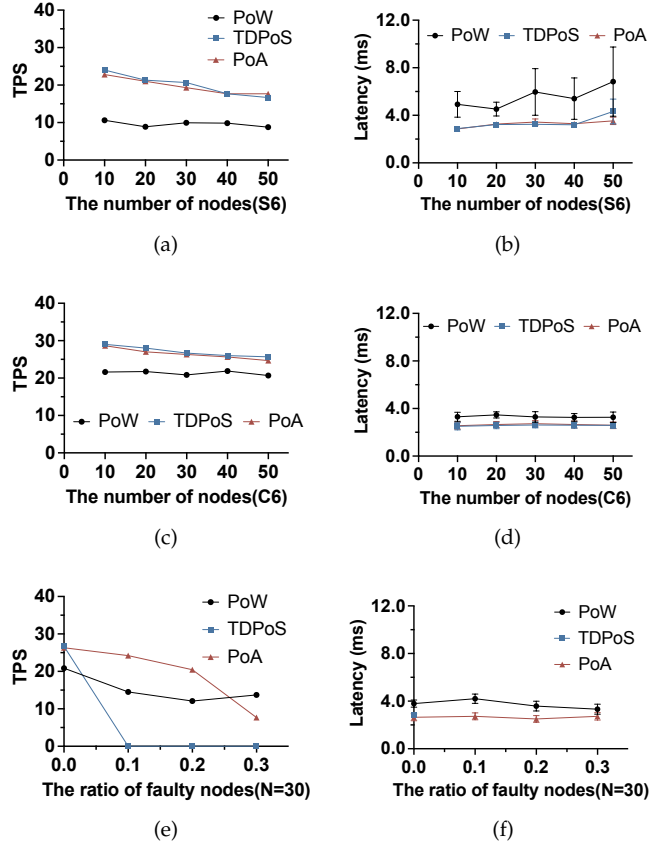 40
30
20
10
0
TPS
PoW
TDPoS
PoA
0 10 20 30 40 50
The number of nodes(S6)
(a)
12.0
8.0
4.0
0.0
Latency (ms)
PoW TDPoS PoA
0 10 20 30 40 50
The number of nodes(S6)
(b)
40
30
20
10
0
TPS
PoW TDPoS PoA
0 10 20 30 40 50
The number of nodes(C6)
(c)
12.0
8.0
4.0
0.0
Latency (ms)
PoW TDPoS PoA
0 10 20 30 40 50
The number of nodes(C6)
(d)
40
30
20
10
0
TPS
PoW
TDPoS
PoA
0.0 0.1 0.2 0.3
The ratio of faulty nodes(N=30)
(e)
12.0
8.0
4.0
0.0
Latency (ms)
PoW
TDPoS
PoA
0.0 0.1 0.2 0.3
The ratio of faulty nodes(N=30)
(f)